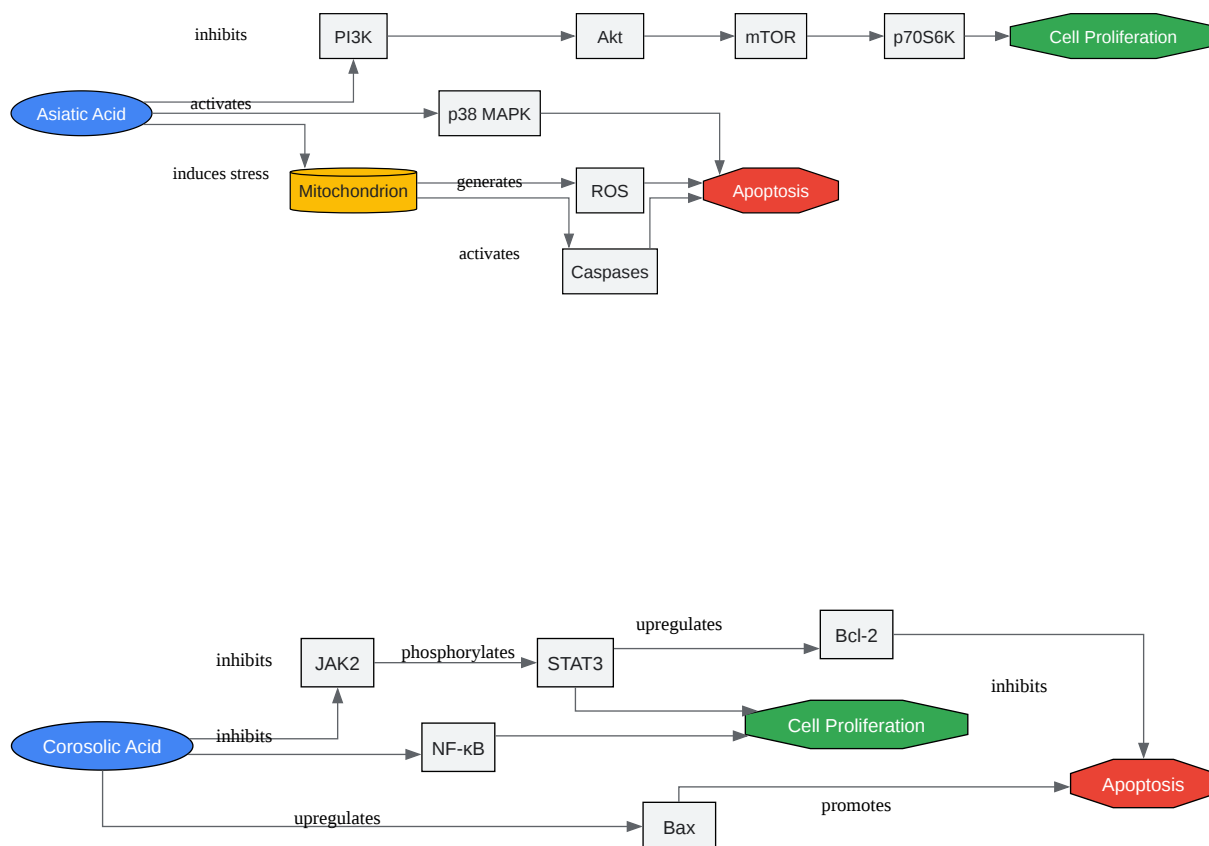 inhibits
PI3K
Akt
mTOR
p70S6K
Cell Proliferation
Asiatic Acid
activates
p38 MAPK
induces stress
Mitochondrion
generates
ROS
Apoptosis
activates
Caspases
upregulates
Bcl-2
inhibits
JAK2
phosphorylates
STAT3
inhibits
Corosolic Acid
inhibits
NF-κB
Cell Proliferation
Apoptosis
upregulates
Bax
promotes